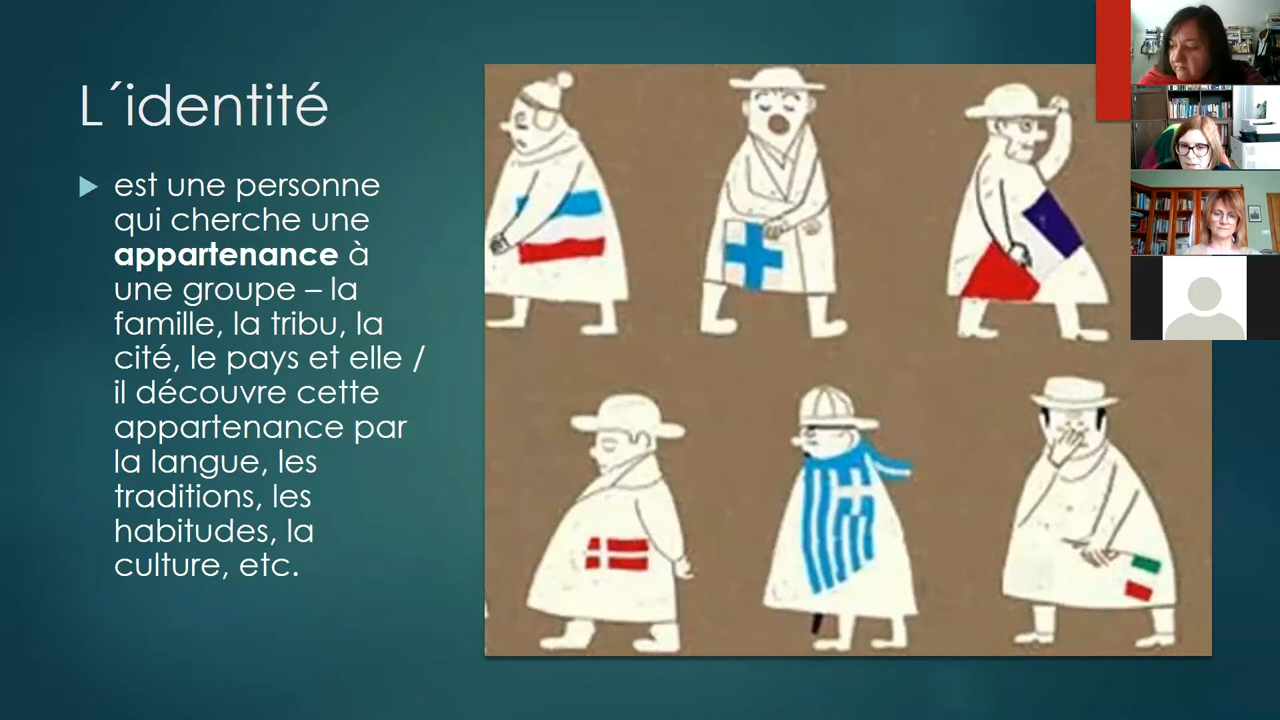 L´identité
est une personne
qui cherche une
appartenance à
une groupe – la
famille, la tribu, la
cité, le pays et elle /
il découvre cette
appartenance par
la langue, les
traditions, les
habitudes, la
culture, etc.